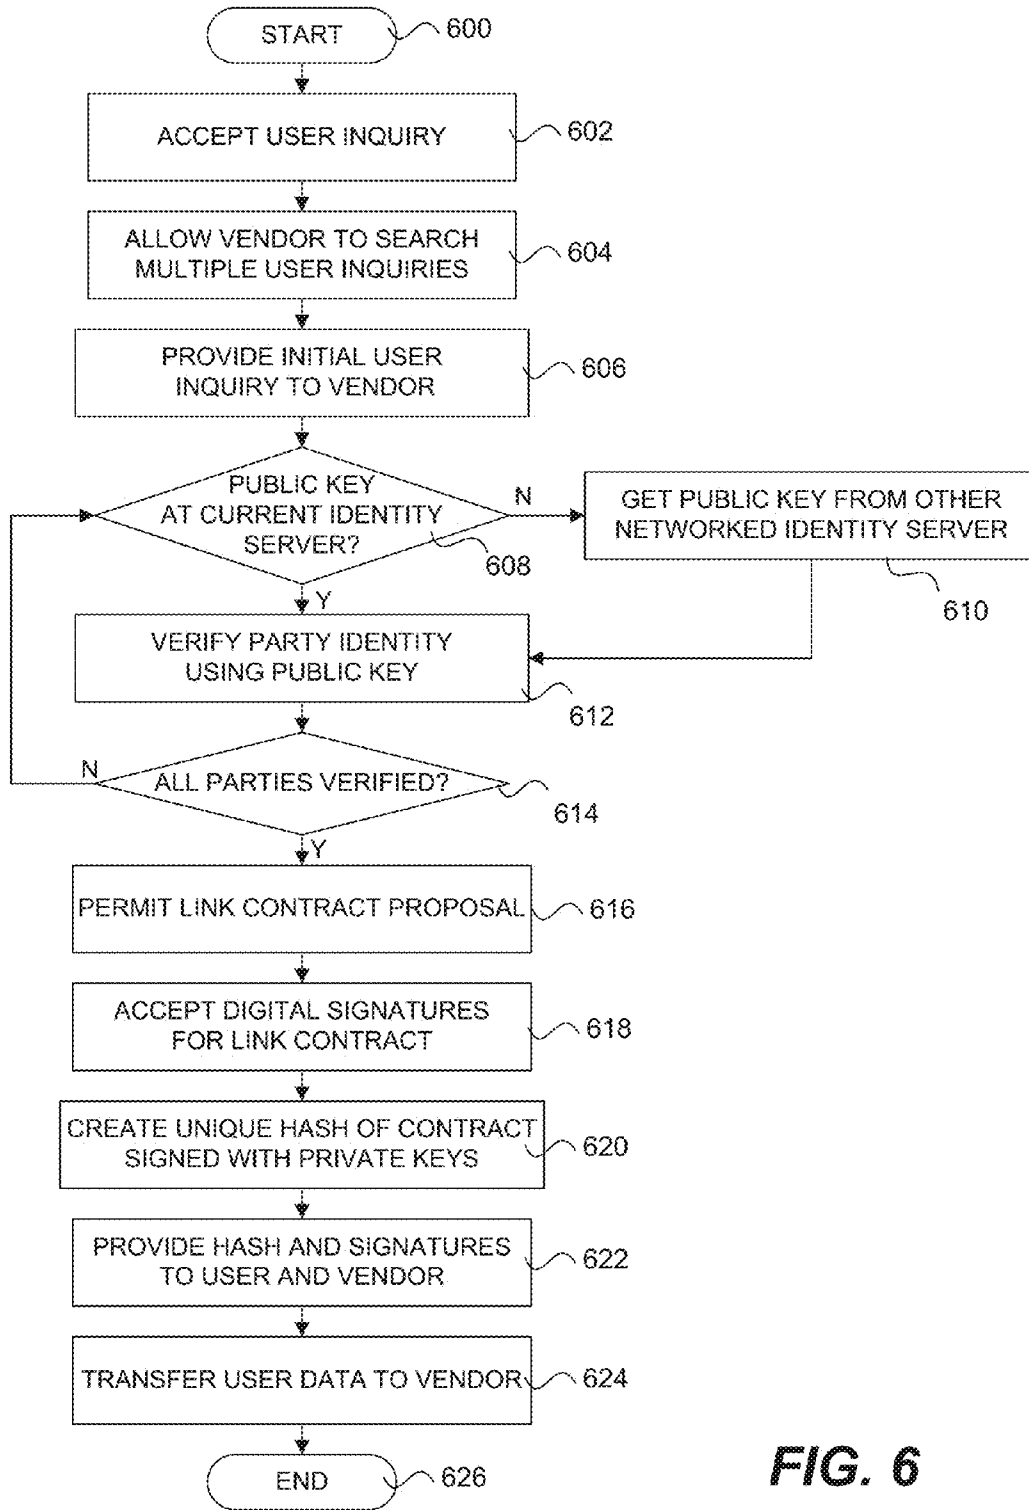 START
600
ACCEPT USER INQUIRY
602
ALLOW VENDOR TO SEARCH
MULTIPLE USER INQUIRIES
604
PROVIDE INITIAL USER
INQUIRY TO VENDOR
606
PUBLIC KEY
AT CURRENT IDENTITY
SERVER?
608
N
GET PUBLIC KEY FROM OTHER
NETWORKED IDENTITY SERVER
610
Y
VERIFY PARTY IDENTITY
USING PUBLIC KEY
612
N
ALL PARTIES VERIFIED?
614
Y
PERMIT LINK CONTRACT PROPOSAL
616
ACCEPT DIGITAL SIGNATURES
FOR LINK CONTRACT
618
CREATE UNIQUE HASH OF CONTRACT
SIGNED WITH PRIVATE KEYS
620
PROVIDE HASH AND SIGNATURES
TO USER AND VENDOR
622
TRANSFER USER DATA TO VENDOR
624
END
626
FIG. 6